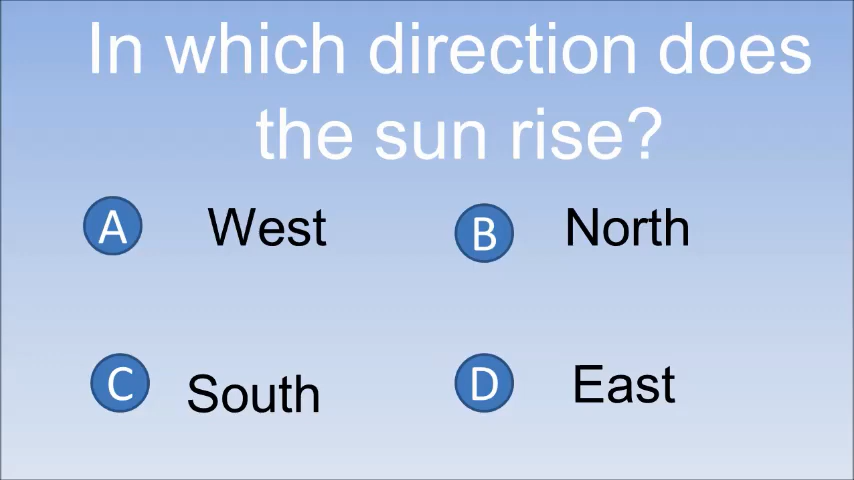 In which direction does
the sun rise?
A West B North
C South D East